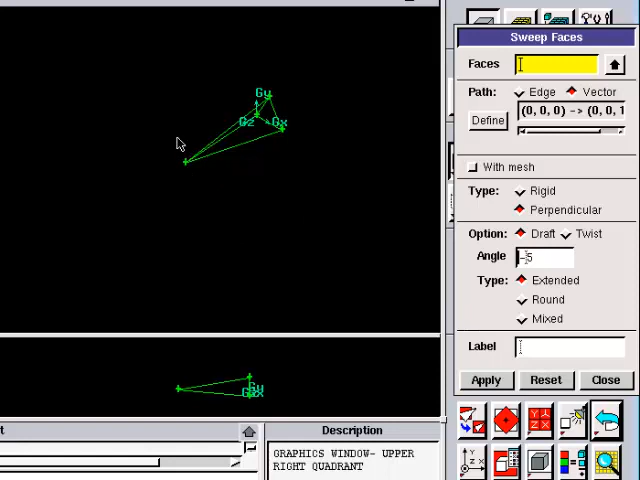 Sweep Faces
Faces
Path: Edge Vector
Define (0, 0, 0) -> (0, 0, 1
With mesh
Type: Rigid
Perpendicular
Option: Draft Twist
Angle -5
Type: Extended
Round
Mixed
Label
Apply Reset Close
Gy
Gz Gx
Gy
Description
GRAPHICS WINDOW- UPPER
RIGHT QUADRANT
Y
Z X
Y
Z X